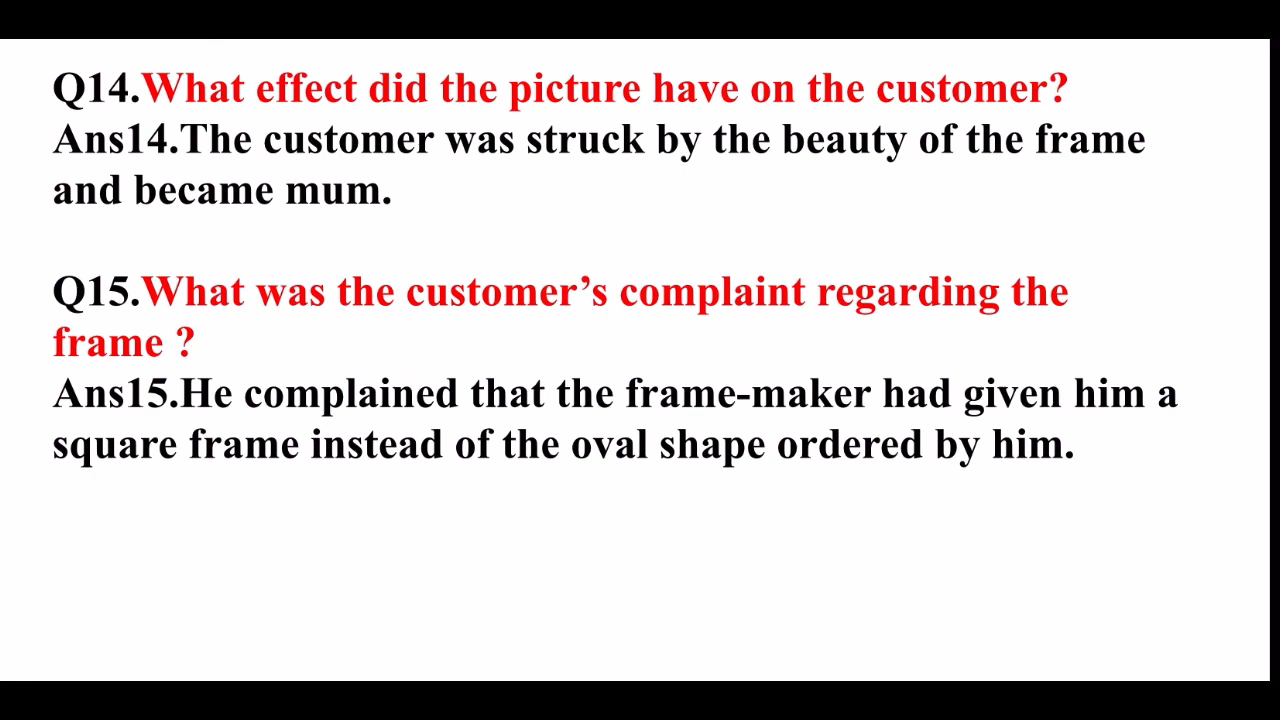 Q14.What effect did the picture have on the customer?
Ans14.The customer was struck by the beauty of the frame
and became mum.
Q15.What was the customer’s complaint regarding the
frame ?
Ans15.He complained that the frame-maker had given him a
square frame instead of the oval shape ordered by him.